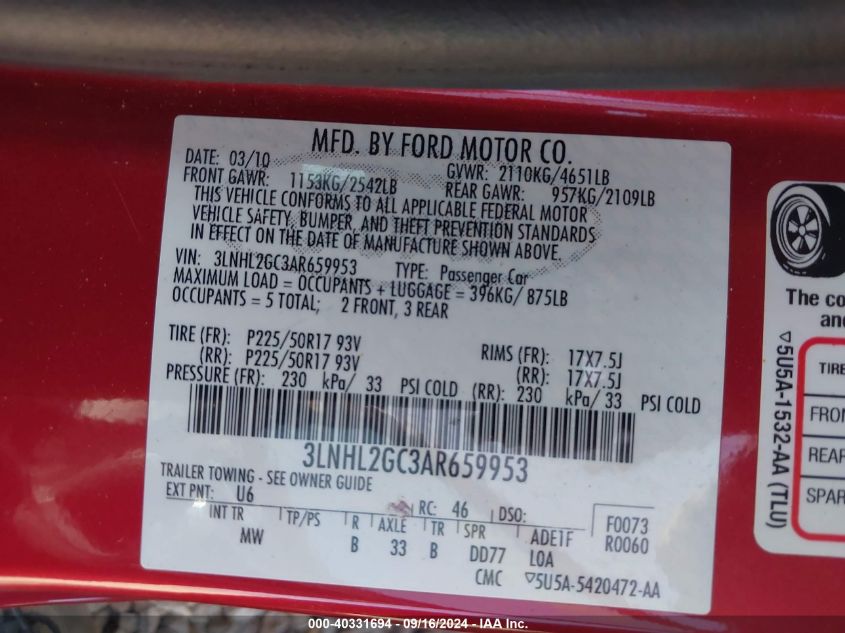 MFD. BY FORD MOTOR CO.
DATE: 03/10 GVWR: 2110KG/4651LB
FRONT GAWR: 1153KG/2542LB REAR GAWR: 957KG/2109LB
THIS VEHICLE CONFORMS TO ALL APPLICABLE FEDERAL MOTOR
VEHICLE SAFETY, BUMPER, AND THEFT PREVENTION STANDARDS
IN EFFECT ON THE DATE OF MANUFACTURE SHOWN ABOVE.
VIN: 3LNHL2GC3AR659953 TYPE: Passenger Car
MAXIMUM LOAD = OCCUPANTS + LUGGAGE = 396KG/ 875LB
OCCUPANTS = 5 TOTAL; 2 FRONT, 3 REAR
TIRE (FR): P225/50R17 93V RIMS (FR): 17X7.5J
(RR): P225/50R17 93V (RR): 17X7.5J
PRESSURE (FR): 230 kPa/ 33 PSI COLD (RR): 230 kPa/ 33 PSI COLD
3LNHL2GC3AR659953
TRAILER TOWING - SEE OWNER GUIDE
EXT PNT: U6 RC: 46 DSO: F0073
INT TR TP/PS R AXLE TR SPR ADE1F R0060
MW B 33 B DD77 LOA
CMC ▽5U5A-5420472-AA
The co
an
▽5U5A-1532-AA (TLU)
TIRE
FRON
REAR
SPAR
000-40331694 - 09/16/2024 - IAA Inc.